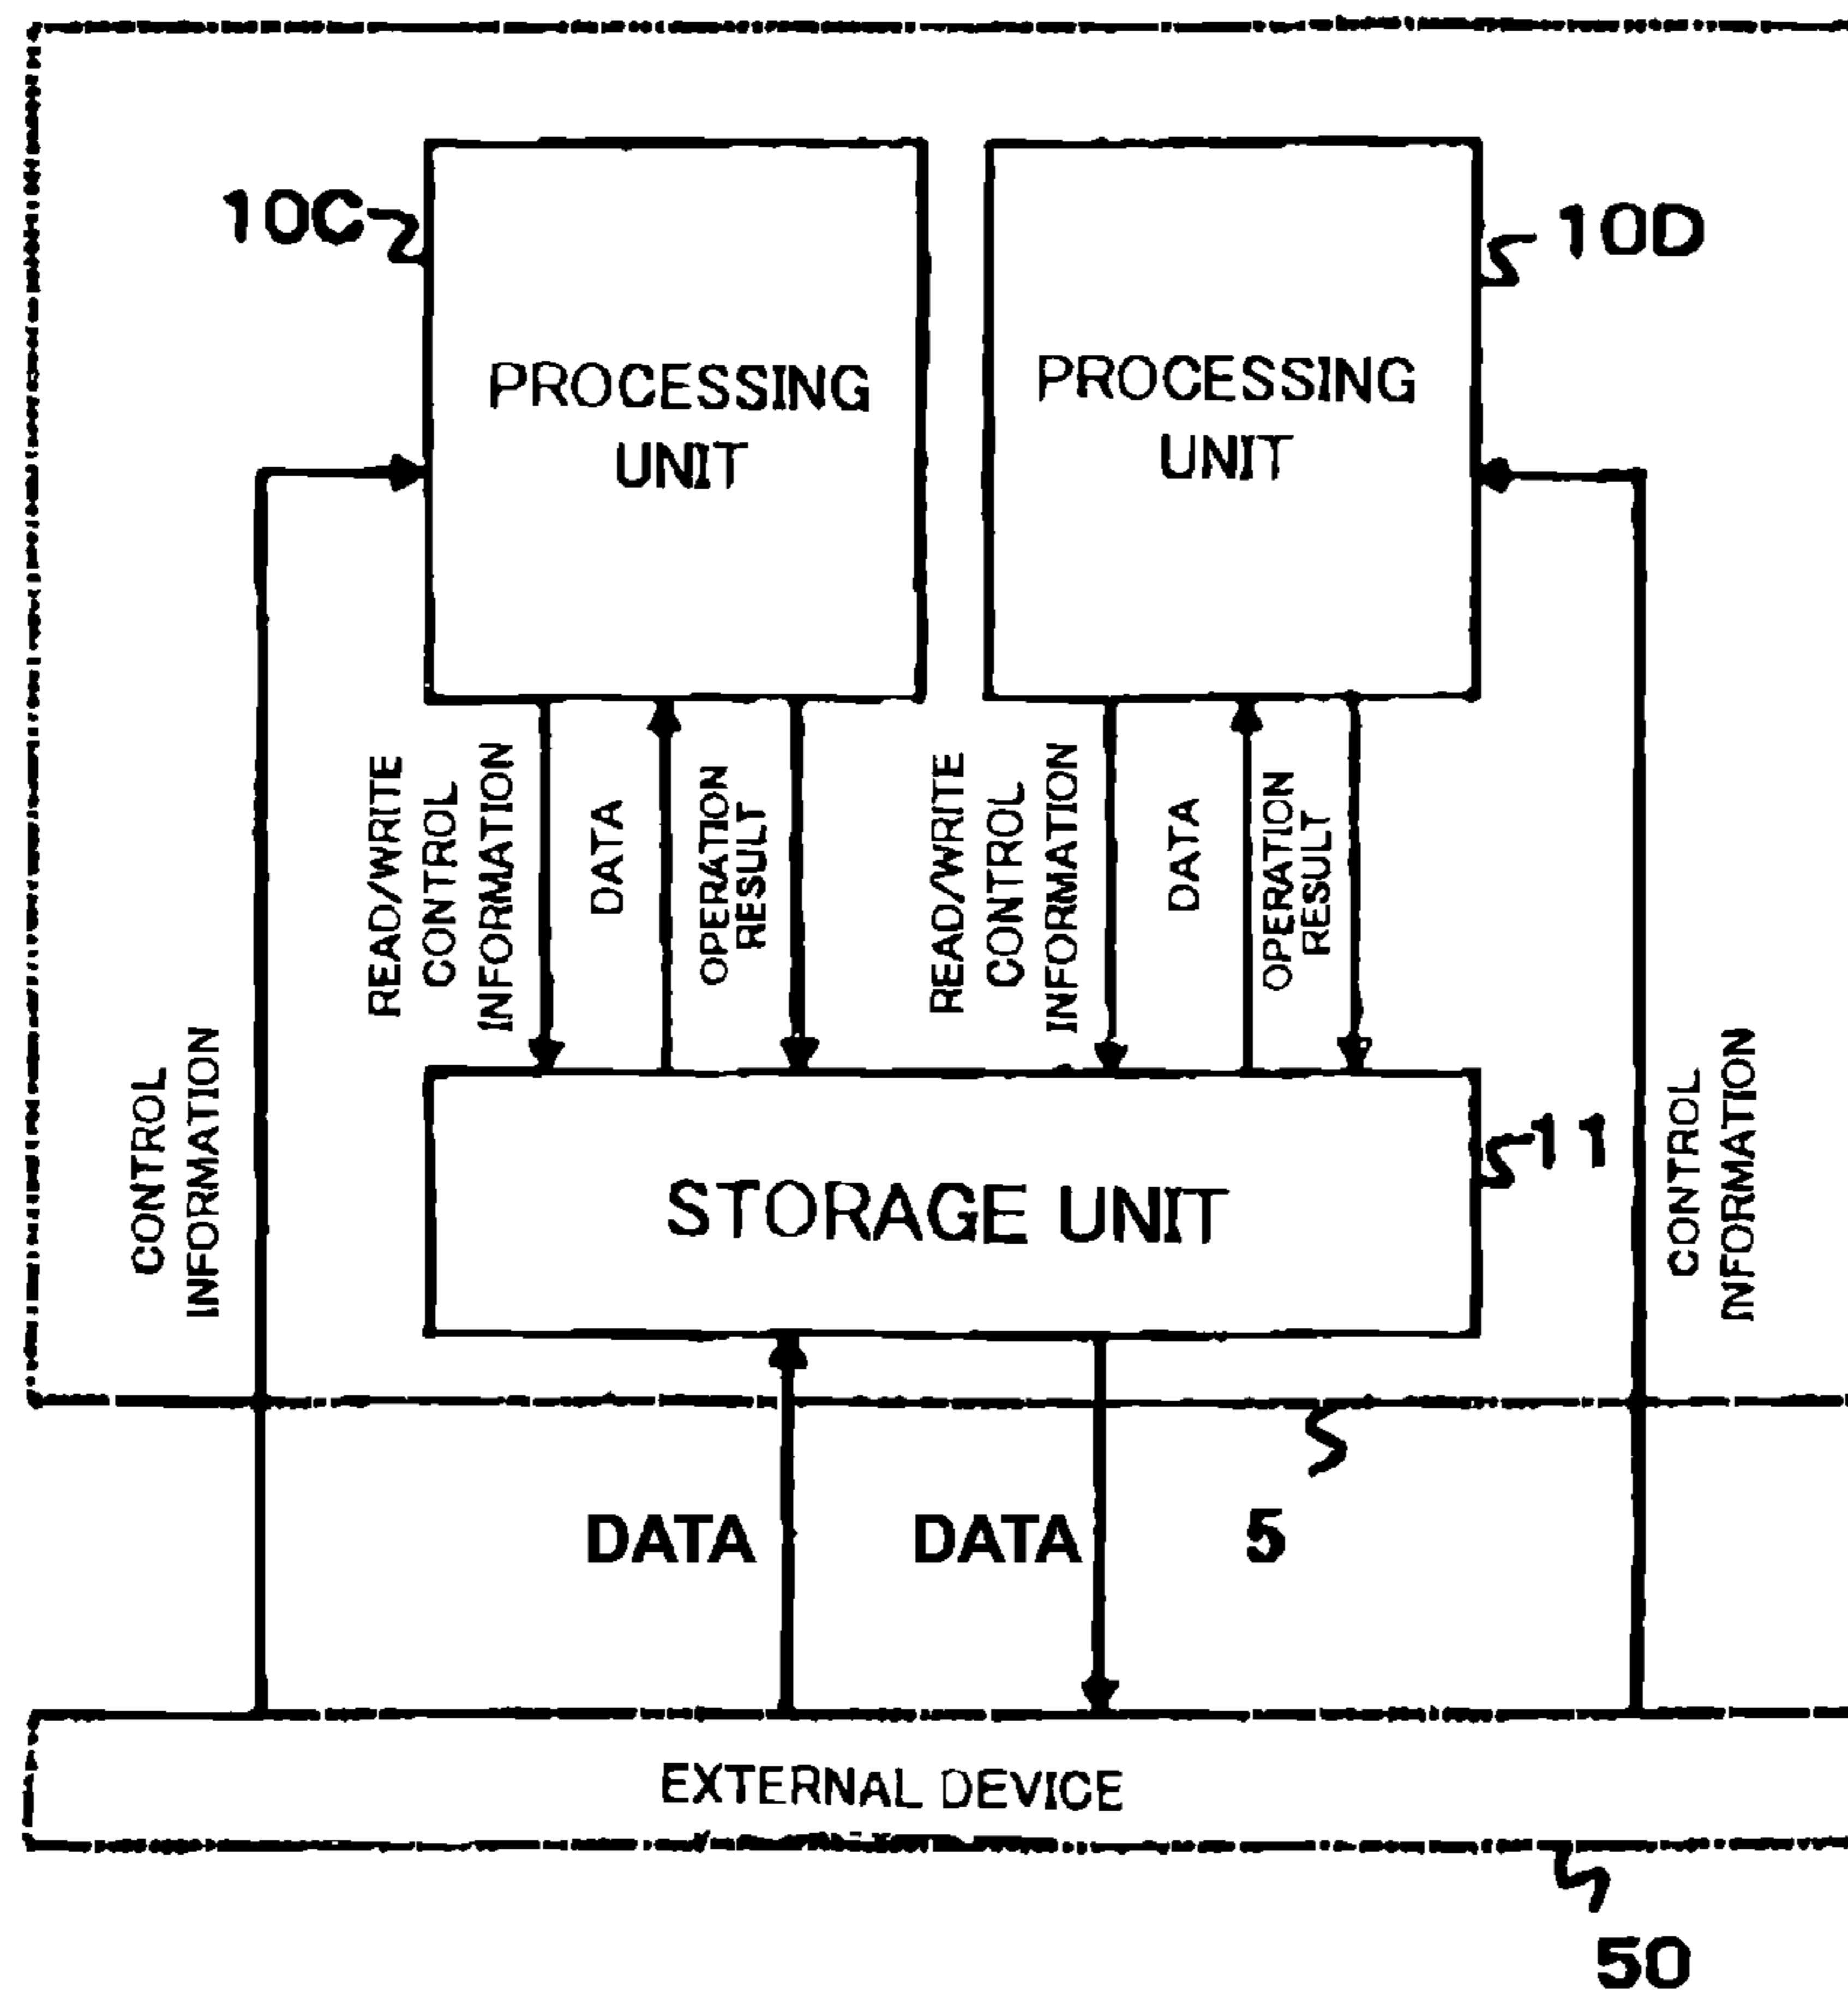 10C
10D
PROCESSING
UNIT
PROCESSING
UNIT
READ/WRITE
CONTROL
INFORMATION
DATA
OPERATION
RESULT
READ/WRITE
CONTROL
INFORMATION
DATA
OPERATION
RESULT
CONTROL
INFORMATION
STORAGE UNIT
11
CONTROL
INFORMATION
DATA
DATA
5
EXTERNAL DEVICE
50